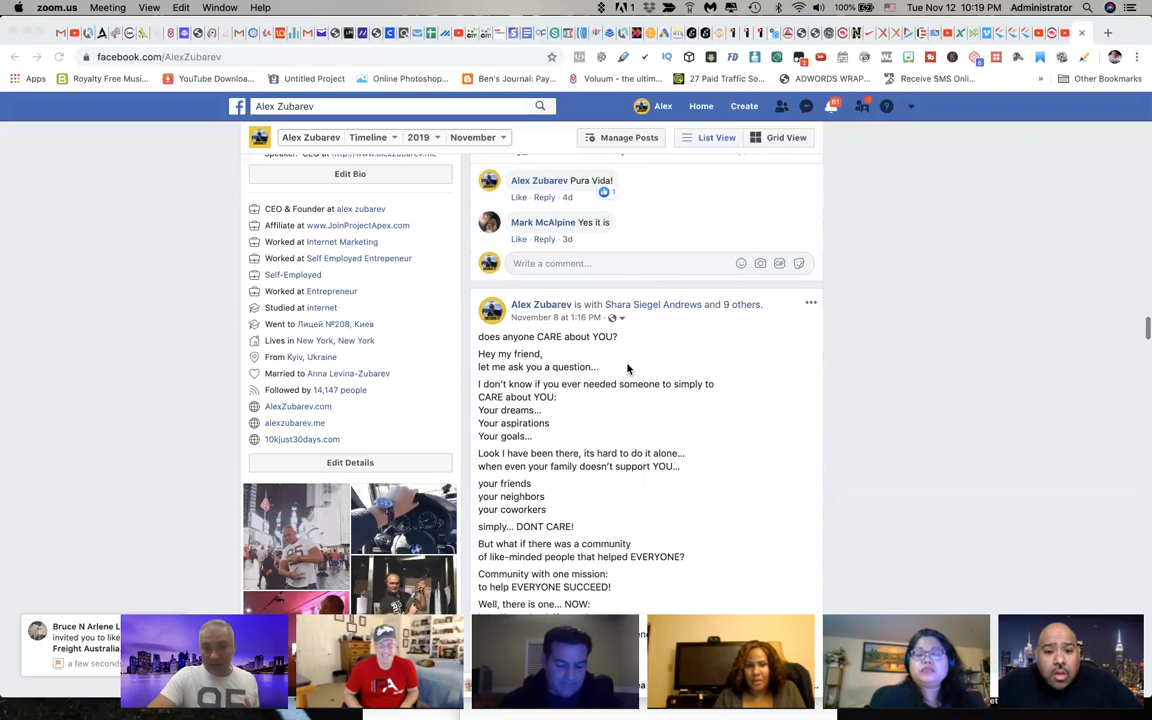 zoom.us Meeting View Edit Window Help
1 100% Tue Nov 12 10:19 PM Administrator
facebook.com/AlexZubarev
Apps Royalty Free Musi... YouTube Downloa... Untitled Project Online Photoshop... Ben's Journal: Pay... Voluum - the ultim... 27 Paid Traffic So... ADWORDS WRAP... Receive SMS Onli... » Other Bookmarks
Alex Zubarev
Alex Home Create 61
Alex Zubarev Timeline 2019 November
Manage Posts List View Grid View
Edit Bio
CEO & Founder at alex zubarev
Affiliate at www.JoinProjectApex.com
Worked at Internet Marketing
Worked at Self Employed Entrepeneur
Self-Employed
Worked at Entrepreneur
Studied at internet
Went to Лицей №208, Киев
Lives in New York, New York
From Kyiv, Ukraine
Married to Anna Levina-Zubarev
Followed by 14,147 people
AlexZubarev.com
alexzubarev.me
10kjust30days.com
Edit Details
Alex Zubarev Pura Vida!
1
Like · Reply · 4d
Mark McAlpine Yes it is
Like · Reply · 3d
Write a comment...
Alex Zubarev is with Shara Siegel Andrews and 9 others.
November 8 at 1:16 PM ·
does anyone CARE about YOU?
Hey my friend,
let me ask you a question...
I don't know if you ever needed someone to simply to
CARE about YOU:
Your dreams...
Your aspirations
Your goals...
Look I have been there, its hard to do it alone...
when even your family doesn't support YOU...
your friends
your neighbors
your coworkers
simply... DONT CARE!
But what if there was a community
of like-minded people that helped EVERYONE?
Community with one mission:
to help EVERYONE SUCCEED!
Well, there is one... NOW:
Bruce N Arlene L
invited you to like
Freight Australia
a few seconds